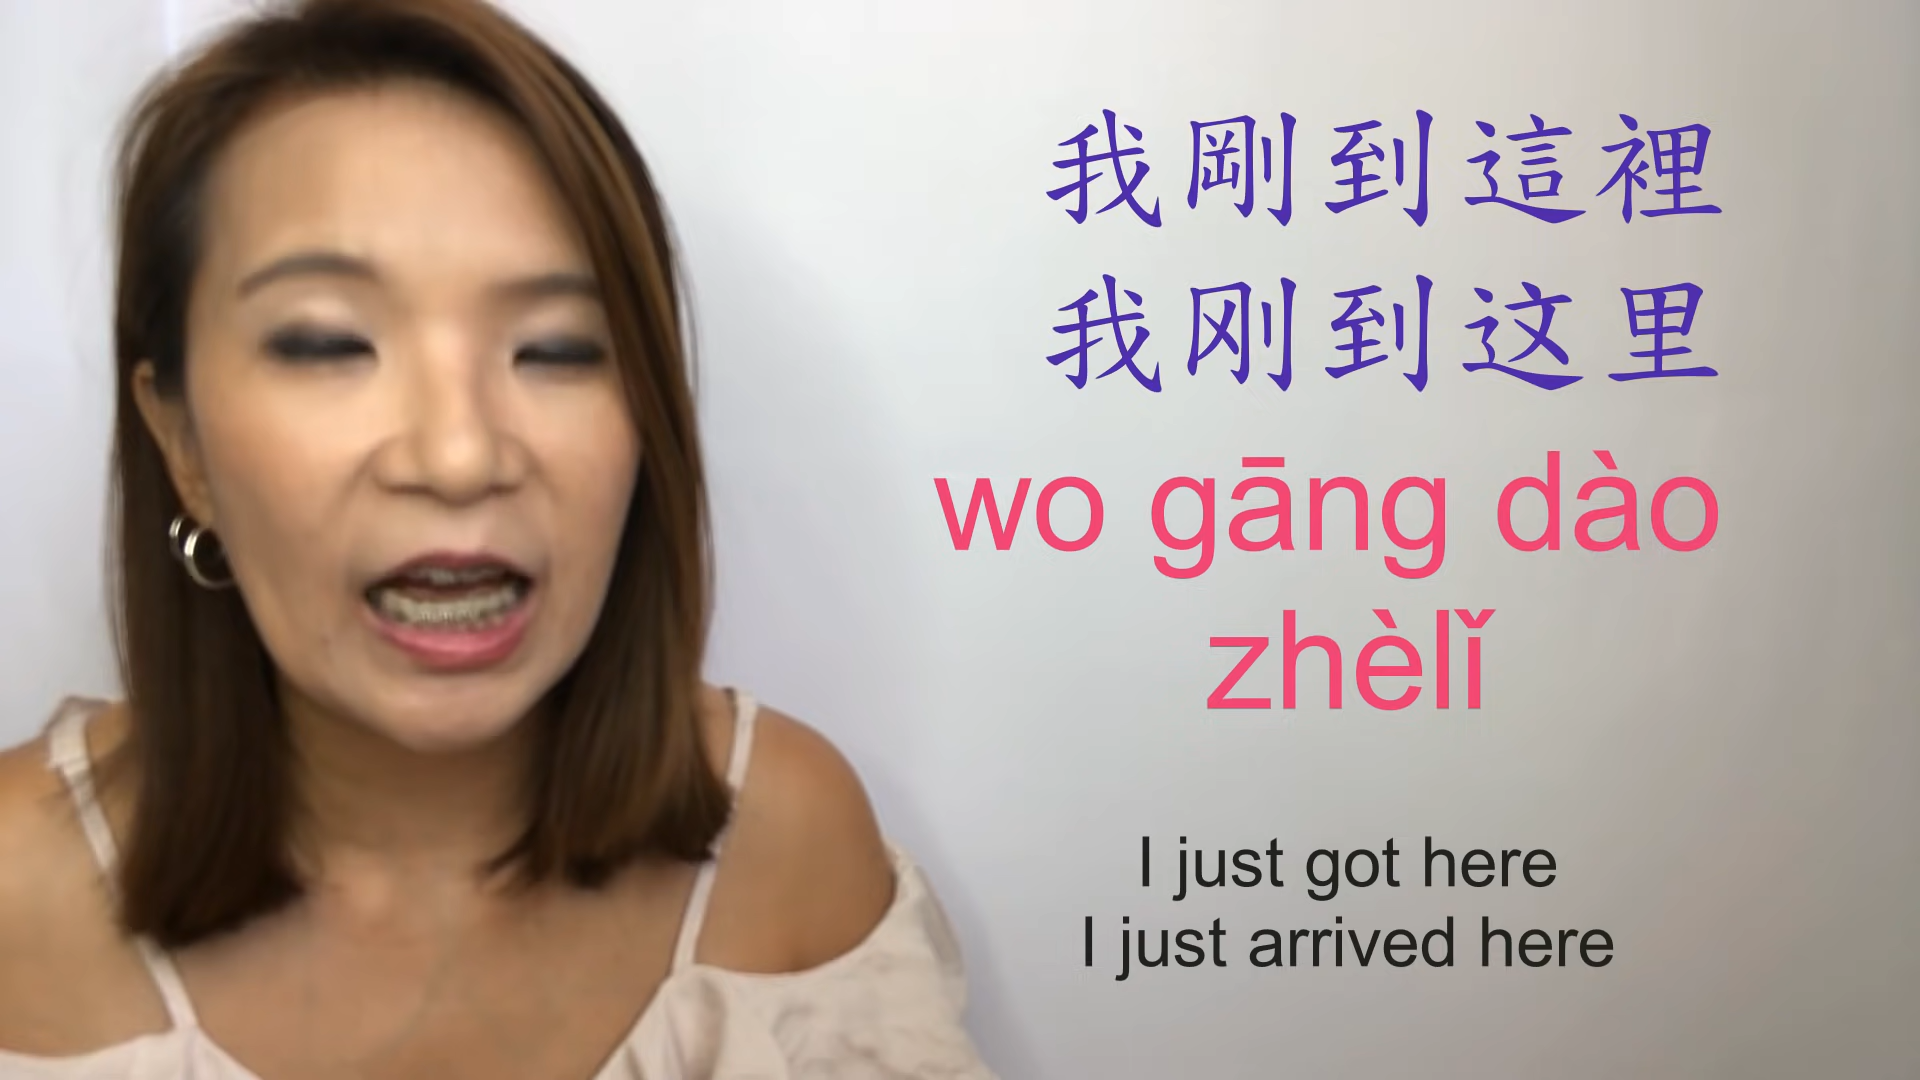 我剛到這裡
我刚到这里
wo gāng dào
zhèlǐ
I just got here
I just arrived here